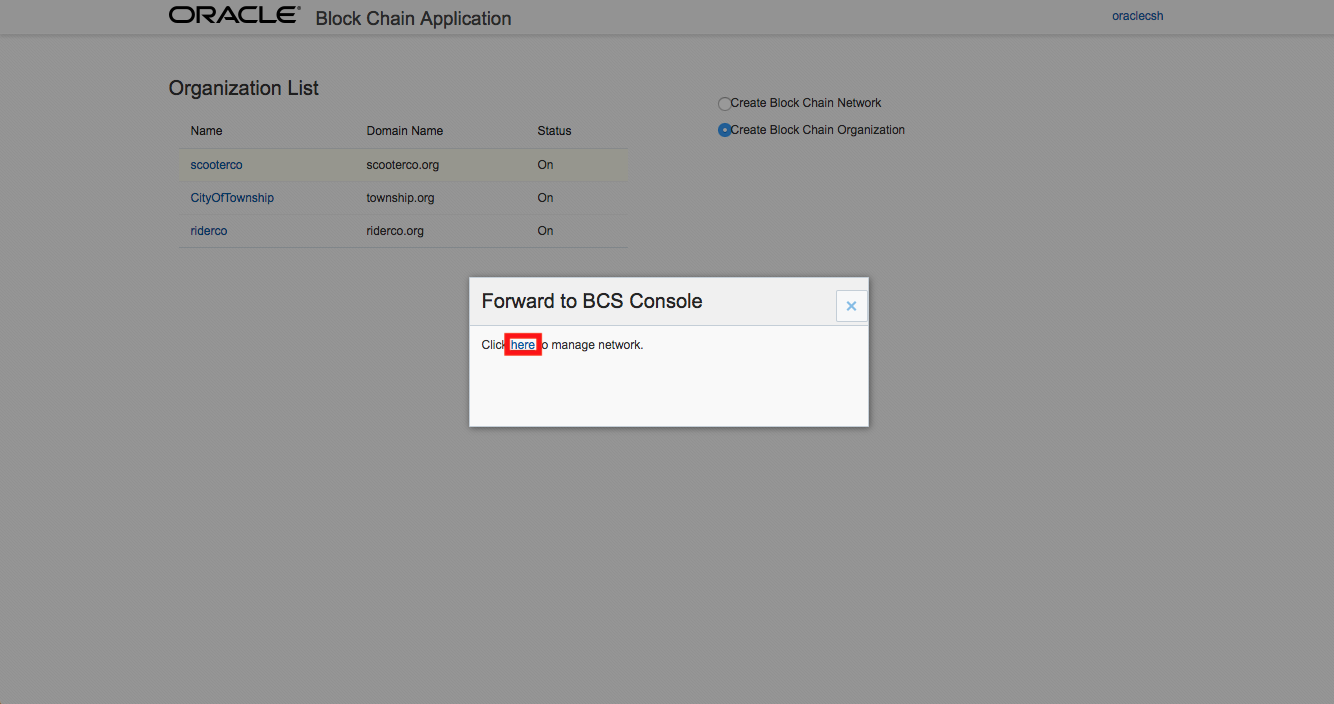 ORACLE® Block Chain Application
oraclecsh
Organization List
Name Domain Name Status
scooterco scooterco.org On
CityOfTownship township.org On
riderco riderco.org On
Create Block Chain Network
Create Block Chain Organization
Forward to BCS Console
Click here to manage network.